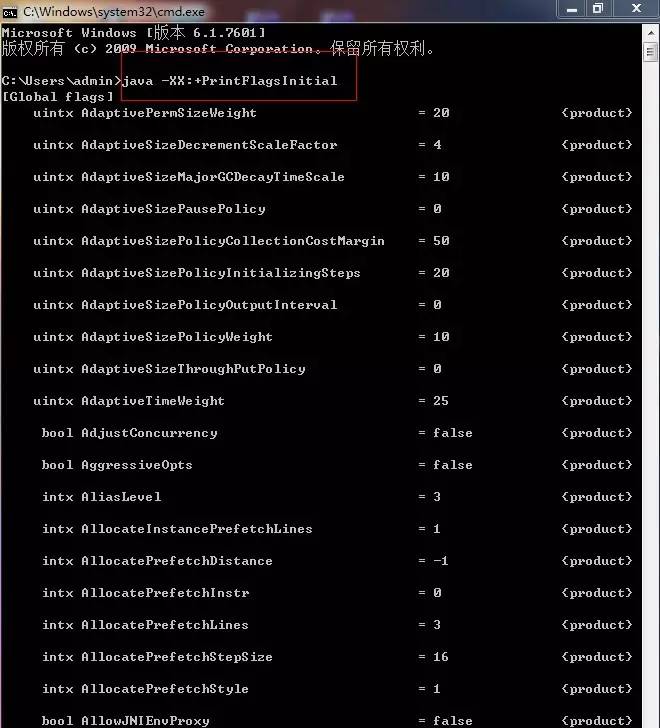 C:\Windows\system32\cmd.exe
Microsoft Windows [版本 6.1.7601]
版权所有 (c) 2009 Microsoft Corporation。保留所有权利。
C:\Users\admin>java -XX:+PrintFlagsInitial
[Global flags]
uintx AdaptivePermSizeWeight = 20 {product}
uintx AdaptiveSizeDecrementScaleFactor = 4 {product}
uintx AdaptiveSizeMajorGCDecayTimeScale = 10 {product}
uintx AdaptiveSizePausePolicy = 0 {product}
uintx AdaptiveSizePolicyCollectionCostMargin = 50 {product}
uintx AdaptiveSizePolicyInitializingSteps = 20 {product}
uintx AdaptiveSizePolicyOutputInterval = 0 {product}
uintx AdaptiveSizePolicyWeight = 10 {product}
uintx AdaptiveSizeThroughPutPolicy = 0 {product}
uintx AdaptiveTimeWeight = 25 {product}
bool AdjustConcurrency = false {product}
bool AggressiveOpts = false {product}
intx AliasLevel = 3 {product}
intx AllocateInstancePrefetchLines = 1 {product}
intx AllocatePrefetchDistance = -1 {product}
intx AllocatePrefetchInstr = 0 {product}
intx AllocatePrefetchLines = 3 {product}
intx AllocatePrefetchStepSize = 16 {product}
intx AllocatePrefetchStyle = 1 {product}
bool AllowJNIEnvProxy = false {product}